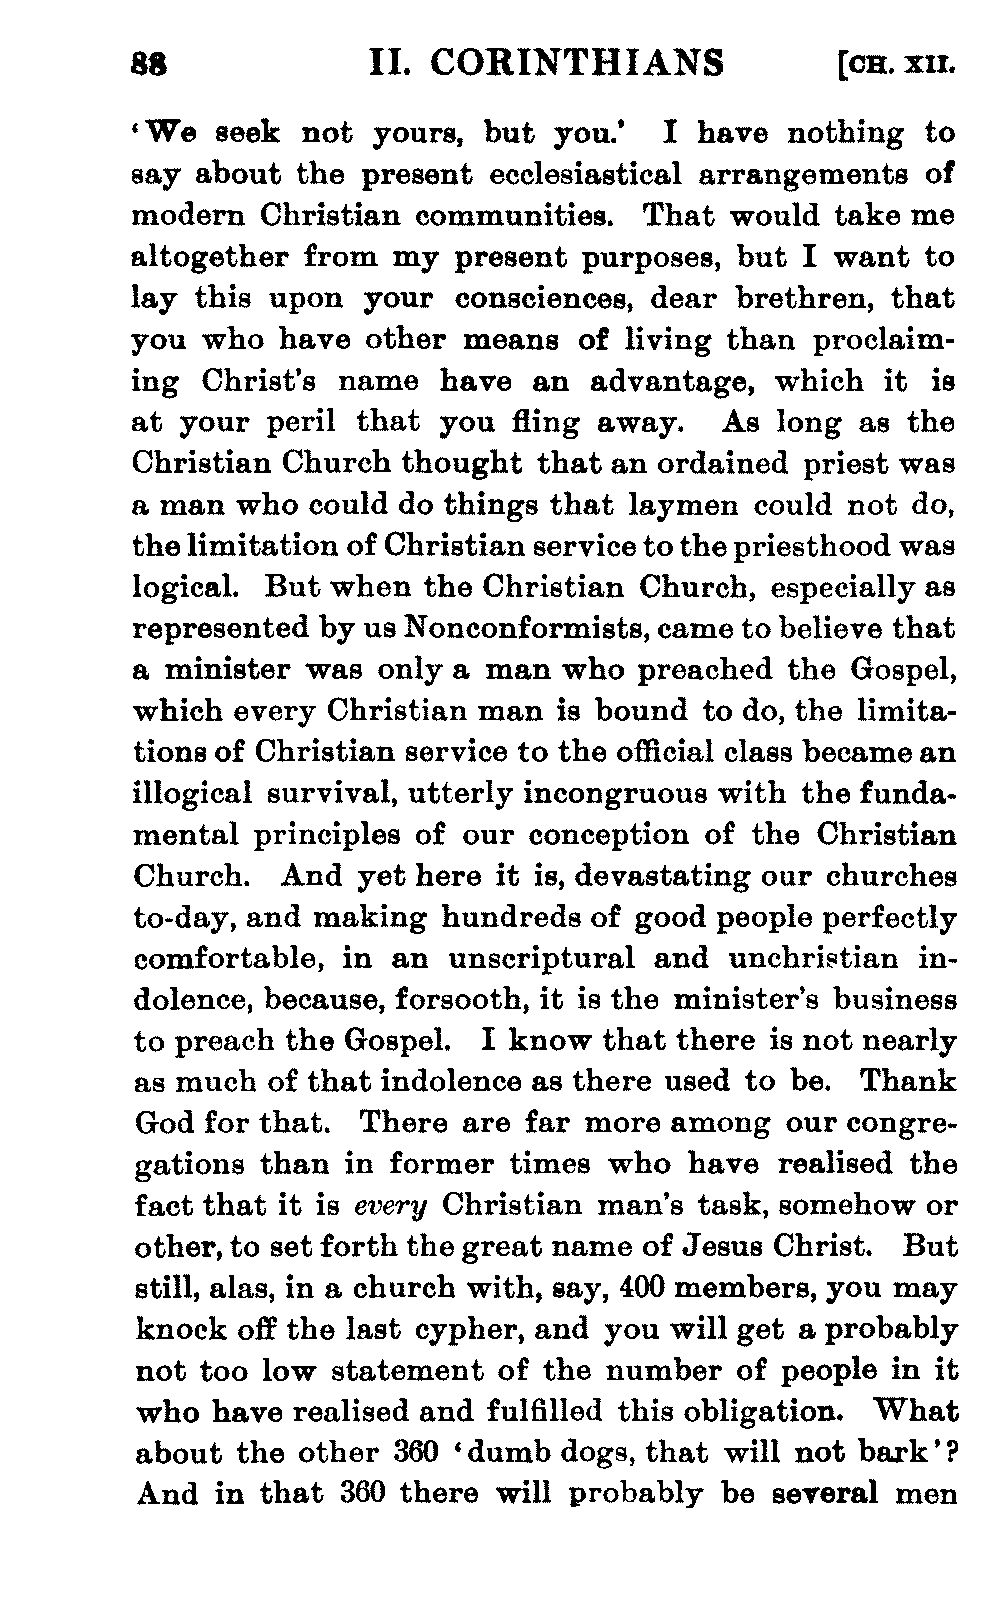 88 II. CORINTHIANS [CH. XII.
‘We seek not yours, but you.’ I have nothing to
say about the present ecclesiastical arrangements of
modern Christian communities. That would take me
altogether from my present purposes, but I want to
lay this upon your consciences, dear brethren, that
you who have other means of living than proclaim-
ing Christ’s name have an advantage, which it is
at your peril that you fling away. As long as the
Christian Church thought that an ordained priest was
a man who could do things that laymen could not do,
the limitation of Christian service to the priesthood was
logical. But when the Christian Church, especially as
represented by us Nonconformists, came to believe that
a minister was only a man who preached the Gospel,
which every Christian man is bound to do, the limita-
tions of Christian service to the official class became an
illogical survival, utterly incongruous with the funda-
mental principles of our conception of the Christian
Church. And yet here it is, devastating our churches
to-day, and making hundreds of good people perfectly
comfortable, in an unscriptural and unchristian in-
dolence, because, forsooth, it is the minister’s business
to preach the Gospel. I know that there is not nearly
as much of that indolence as there used to be. Thank
God for that. There are far more among our congre-
gations than in former times who have realised the
fact that it is every Christian man’s task, somehow or
other, to set forth the great name of Jesus Christ. But
still, alas, in a church with, say, 400 members, you may
knock off the last cypher, and you will get a probably
not too low statement of the number of people in it
who have realised and fulfilled this obligation. What
about the other 360 ‘dumb dogs, that will not bark’?
And in that 360 there will probably be several men